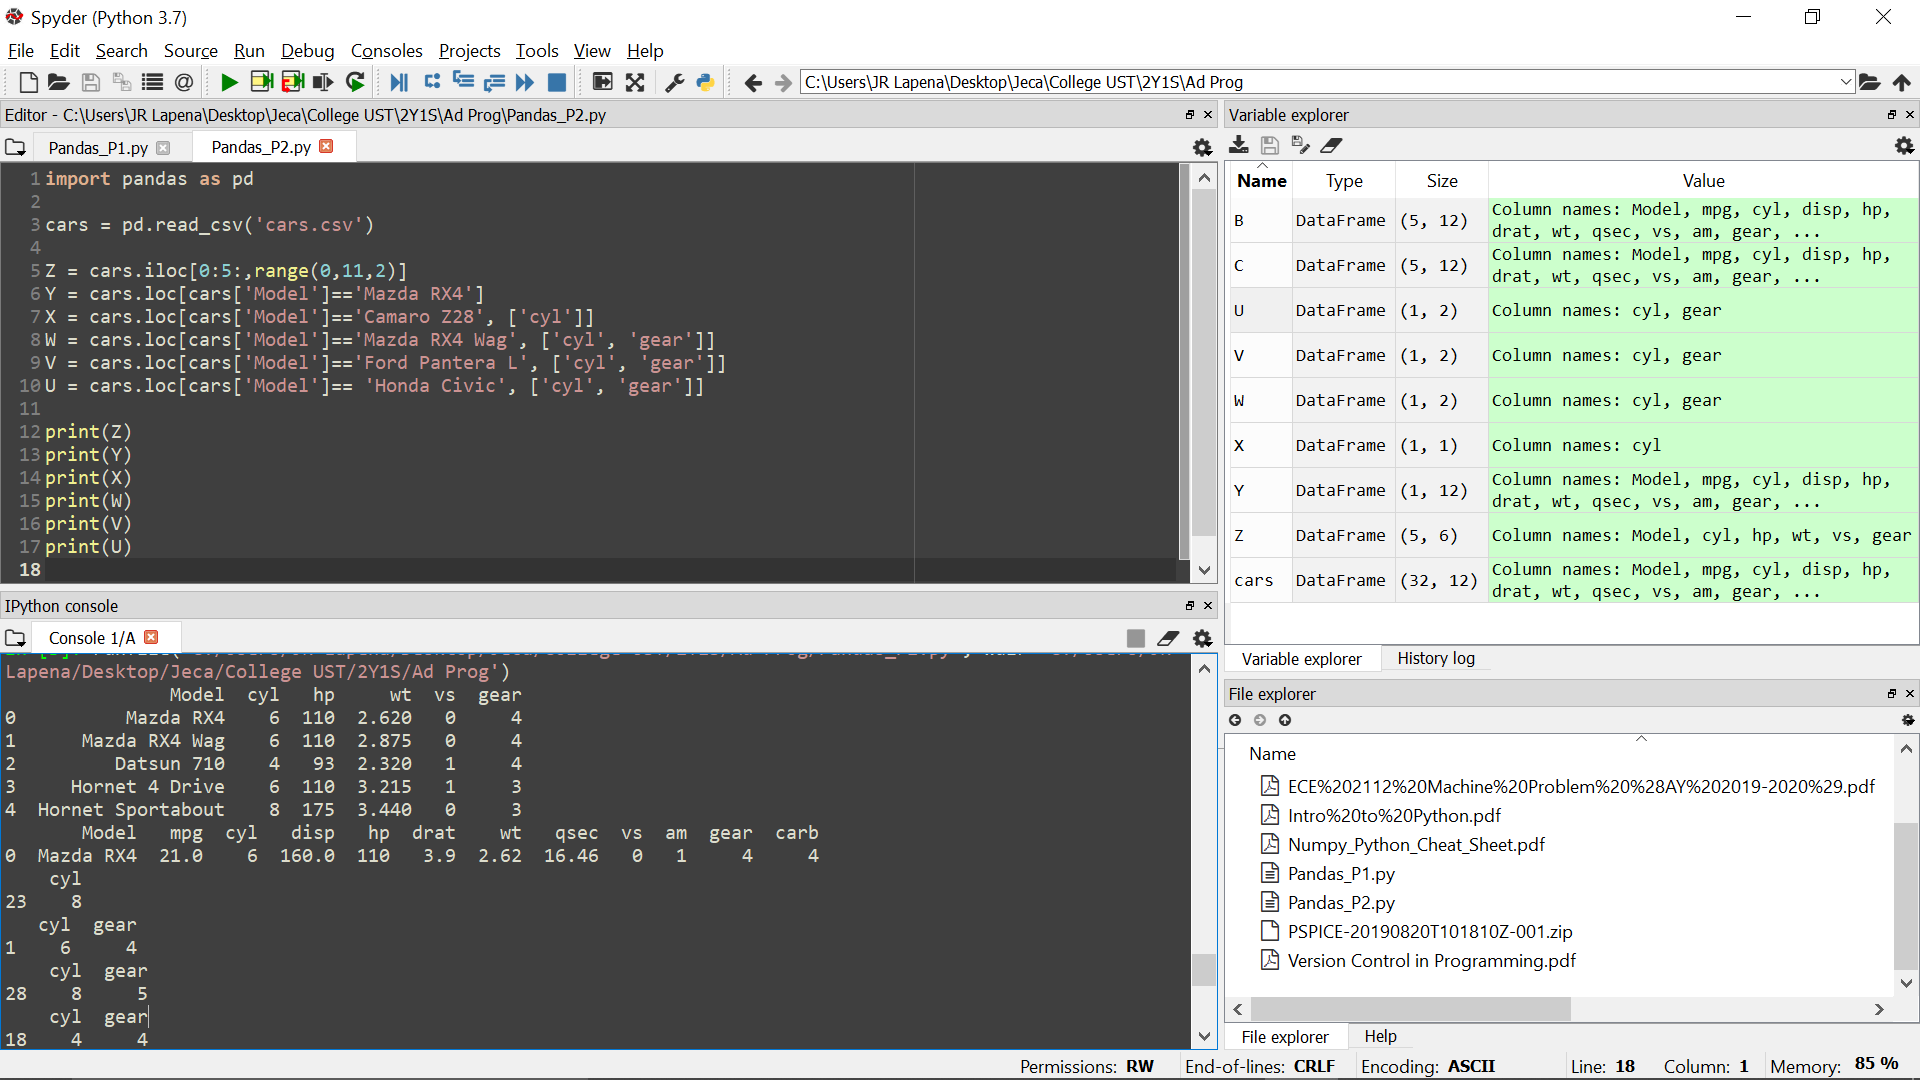 Spyder (Python 3.7)
File Edit Search Source Run Debug Consoles Projects Tools View Help
C:\Users\JR Lapena\Desktop\Jeca\College UST\2Y1S\Ad Prog
Editor - C:\Users\JR Lapena\Desktop\Jeca\College UST\2Y1S\Ad Prog\Pandas_P2.py
Pandas_P1.py Pandas_P2.py
1 import pandas as pd
2
3 cars = pd.read_csv('cars.csv')
4
5 Z = cars.iloc[0:5:,range(0,11,2)]
6 Y = cars.loc[cars['Model']=='Mazda RX4']
7 X = cars.loc[cars['Model']=='Camaro Z28', ['cyl']]
8 W = cars.loc[cars['Model']=='Mazda RX4 Wag', ['cyl', 'gear']]
9 V = cars.loc[cars['Model']=='Ford Pantera L', ['cyl', 'gear']]
10 U = cars.loc[cars['Model']== 'Honda Civic', ['cyl', 'gear']]
11
12 print(Z)
13 print(Y)
14 print(X)
15 print(W)
16 print(V)
17 print(U)
18
IPython console
Console 1/A
Lapena/Desktop/Jeca/College UST/2Y1S/Ad Prog')
Model cyl hp wt vs gear
0 Mazda RX4 6 110 2.620 0 4
1 Mazda RX4 Wag 6 110 2.875 0 4
2 Datsun 710 4 93 2.320 1 4
3 Hornet 4 Drive 6 110 3.215 1 3
4 Hornet Sportabout 8 175 3.440 0 3
Model mpg cyl disp hp drat wt qsec vs am gear carb
0 Mazda RX4 21.0 6 160.0 110 3.9 2.62 16.46 0 1 4 4
cyl
23 8
cyl gear
1 6 4
cyl gear
28 8 5
cyl gear
18 4 4
Variable explorer
Name Type Size Value
B DataFrame (5, 12) Column names: Model, mpg, cyl, disp, hp,
drat, wt, qsec, vs, am, gear, ...
C DataFrame (5, 12) Column names: Model, mpg, cyl, disp, hp,
drat, wt, qsec, vs, am, gear, ...
U DataFrame (1, 2) Column names: cyl, gear
V DataFrame (1, 2) Column names: cyl, gear
W DataFrame (1, 2) Column names: cyl, gear
X DataFrame (1, 1) Column names: cyl
Y DataFrame (1, 12) Column names: Model, mpg, cyl, disp, hp,
drat, wt, qsec, vs, am, gear, ...
Z DataFrame (5, 6) Column names: Model, cyl, hp, wt, vs, gear
cars DataFrame (32, 12) Column names: Model, mpg, cyl, disp, hp,
drat, wt, qsec, vs, am, gear, ...
Variable explorer History log
File explorer
Name
ECE%202112%20Machine%20Problem%20%28AY%202019-2020%29.pdf
Intro%20to%20Python.pdf
Numpy_Python_Cheat_Sheet.pdf
Pandas_P1.py
Pandas_P2.py
PSPICE-20190820T101810Z-001.zip
Version Control in Programming.pdf
File explorer Help
Permissions: RW End-of-lines: CRLF Encoding: ASCII Line: 18 Column: 1 Memory: 85 %